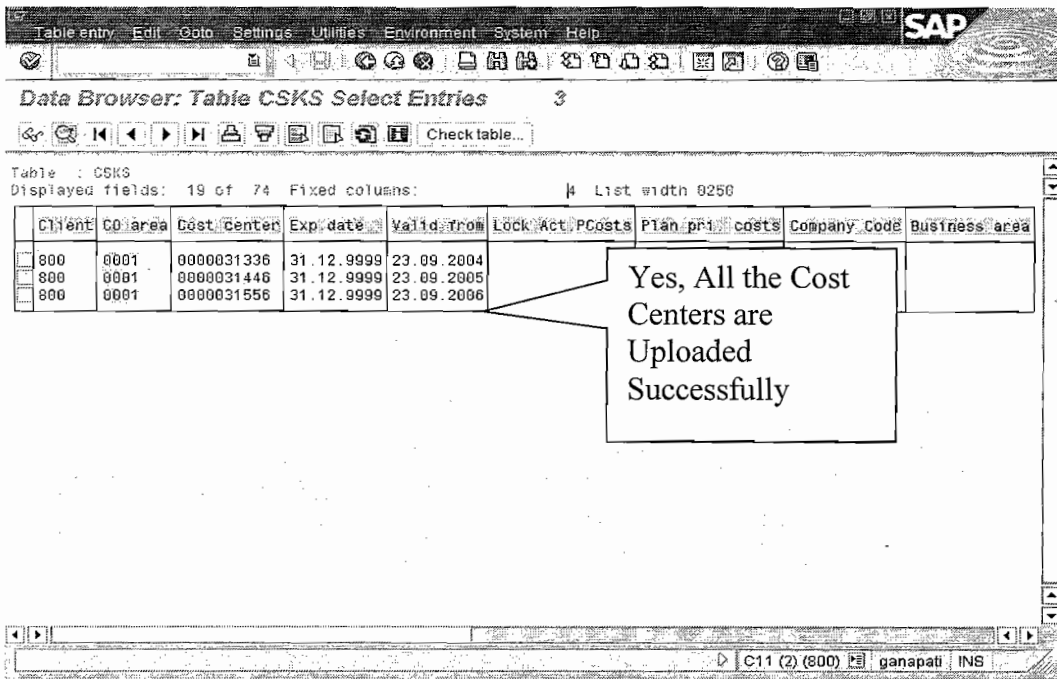 Table entry Edit Goto Settings Utilities Environment System Help
SAP
Data Browser: Table CSKS Select Entries 3
Check table...
Table : CSKS
Displayed fields: 19 of 74 Fixed columns: 4 List width 0250
Client CO area Cost center Exp. date Valid from Lock Act.PCosts Plan pri. costs Company Code Business area
800 0001 0000031336 31.12.9999 23.09.2004
800 0001 0000031446 31.12.9999 23.09.2005
800 0001 0000031556 31.12.9999 23.09.2006
Yes, All the Cost
Centers are
Uploaded
Successfully
C11 (2) (800) ganapati INS